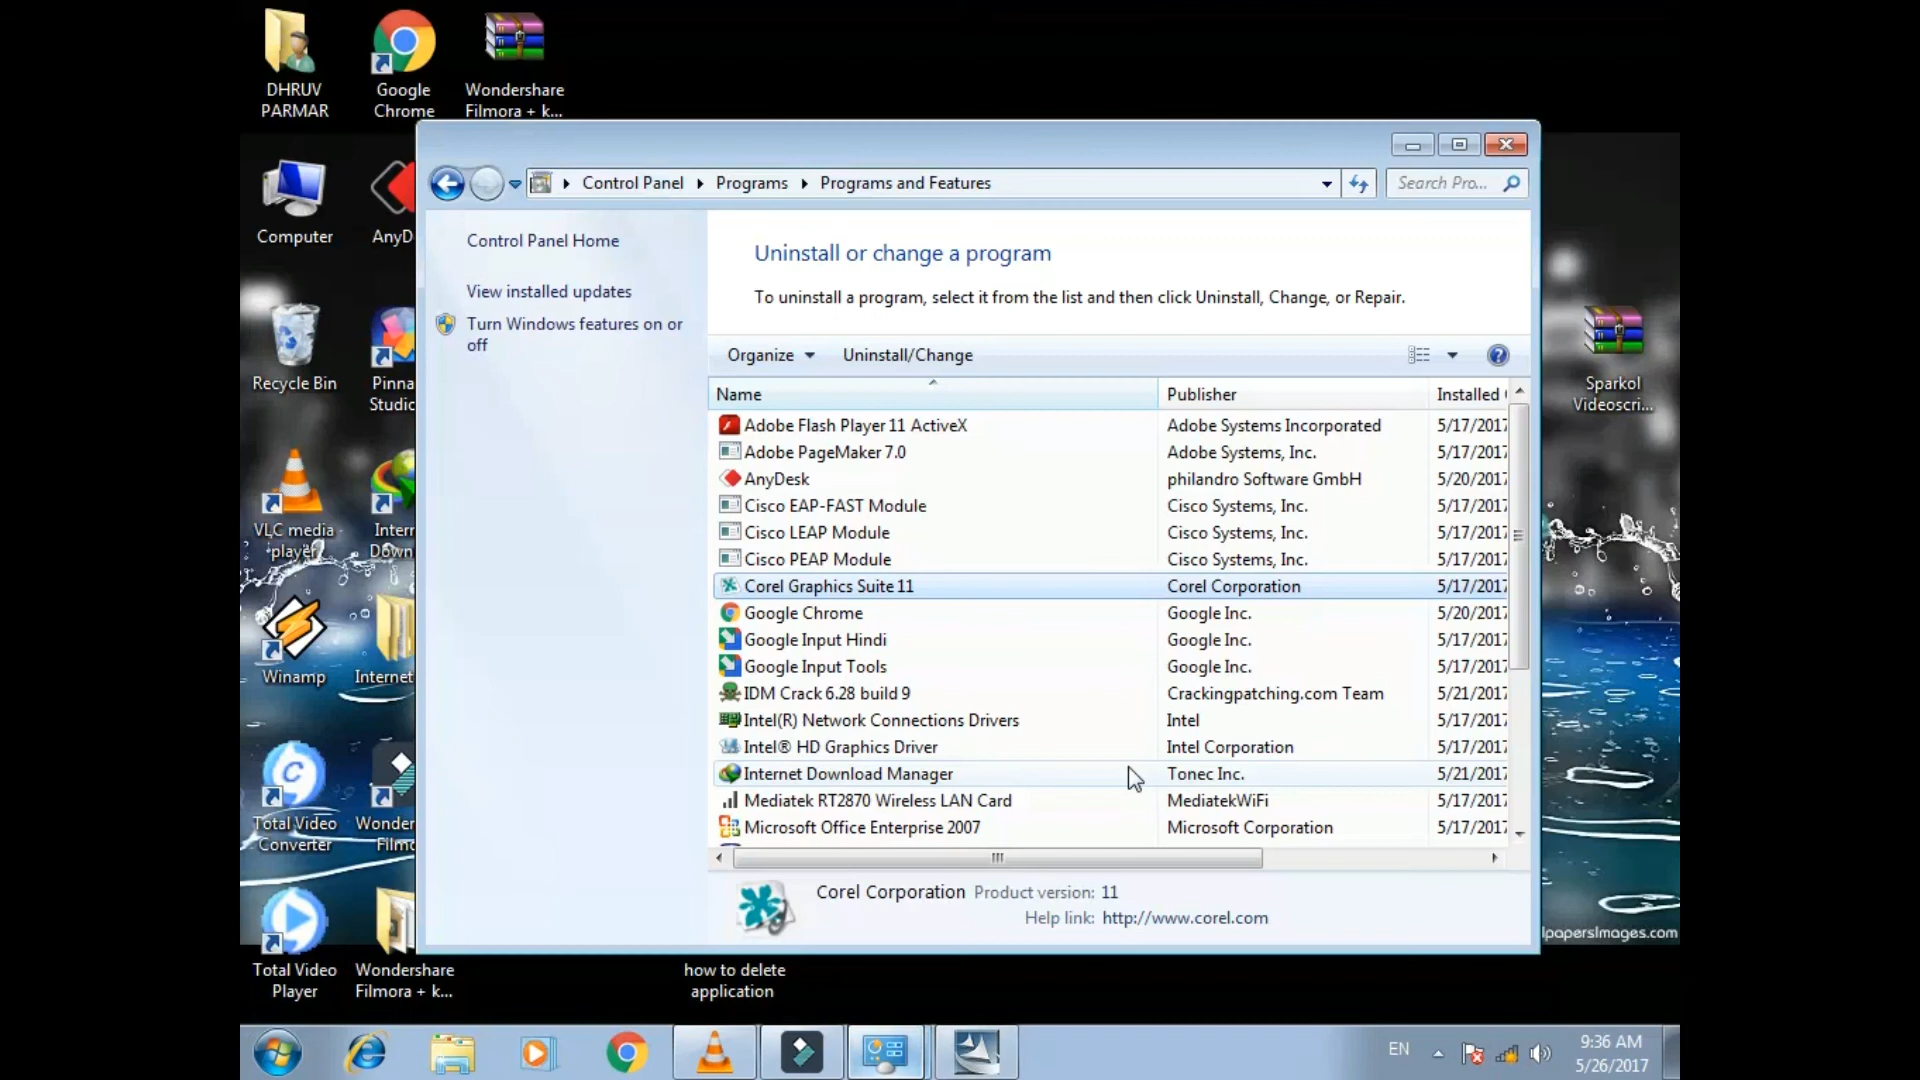 DHRUV
PARMAR
Google
Chrome
Wondershare
Filmora + k...
Computer
AnyD
Recycle Bin
Pinna
Studic
VLC media
player
Intern
Down
Winamp
Internet
Total Video
Converter
Wonder
Filmo
Total Video
Player
Wondershare
Filmora + k...
how to delete
application
Sparkol
Videoscri...
lpapersImages.com
Control Panel
Programs
Programs and Features
Search Pro...
Control Panel Home
View installed updates
Turn Windows features on or
off
Uninstall or change a program
To uninstall a program, select it from the list and then click Uninstall, Change, or Repair.
Organize Uninstall/Change
Name Publisher Installed
Adobe Flash Player 11 ActiveX Adobe Systems Incorporated 5/17/2017
Adobe PageMaker 7.0 Adobe Systems, Inc. 5/17/2017
AnyDesk philandro Software GmbH 5/20/2017
Cisco EAP-FAST Module Cisco Systems, Inc. 5/17/2017
Cisco LEAP Module Cisco Systems, Inc. 5/17/2017
Cisco PEAP Module Cisco Systems, Inc. 5/17/2017
Corel Graphics Suite 11 Corel Corporation 5/17/2017
Google Chrome Google Inc. 5/20/2017
Google Input Hindi Google Inc. 5/17/2017
Google Input Tools Google Inc. 5/17/2017
IDM Crack 6.28 build 9 Crackingpatching.com Team 5/21/2017
Intel(R) Network Connections Drivers Intel 5/17/2017
Intel® HD Graphics Driver Intel Corporation 5/17/2017
Internet Download Manager Tonec Inc. 5/21/2017
Mediatek RT2870 Wireless LAN Card MediatekWiFi 5/17/2017
Microsoft Office Enterprise 2007 Microsoft Corporation 5/17/2017
Corel Corporation Product version: 11
Help link: http://www.corel.com
EN
9:36 AM
5/26/2017